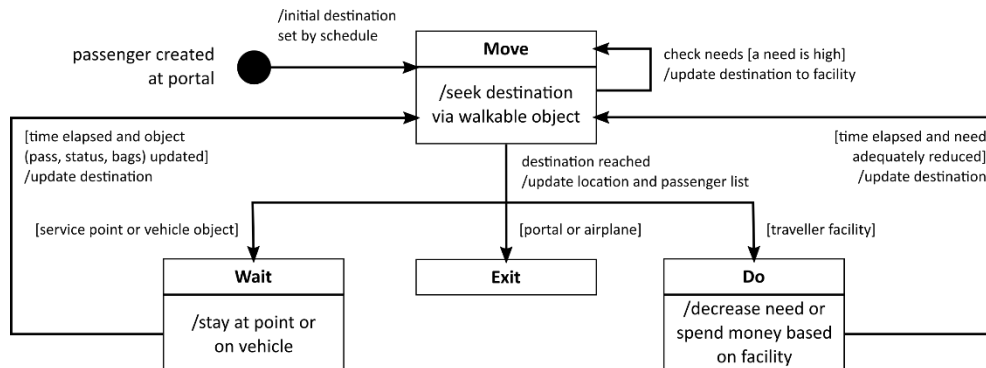 /initial destination
set by schedule
passenger created
at portal
Move
check needs [a need is high]
/update destination to facility
/seek destination
via walkable object
[time elapsed and object
(pass, status, bags) updated]
/update destination
[time elapsed and need
adequately reduced]
/update destination
destination reached
/update location and passenger list
[service point or vehicle object]
[portal or airplane]
[traveller facility]
Wait
/stay at point or
on vehicle
Exit
Do
/decrease need or
spend money based
on facility